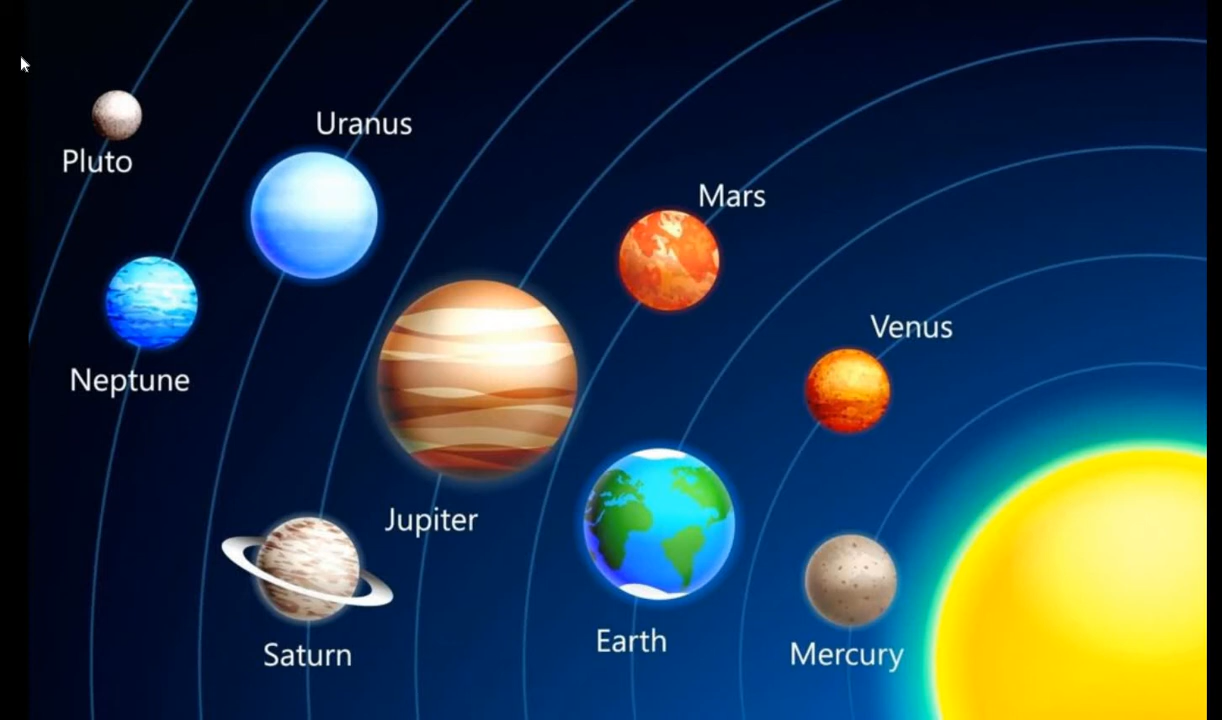 Uranus
Pluto
Mars
Venus
Neptune
Jupiter
Earth
Saturn
Mercury